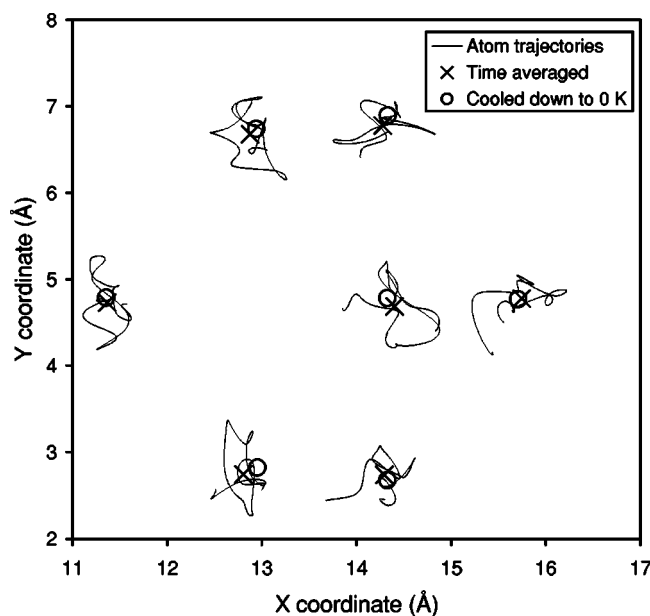 8
Atom trajectories
Time averaged
Cooled down to 0 K
7
6
5
4
3
2
Y coordinate (Å)
11 12 13 14 15 16 17
X coordinate (Å)